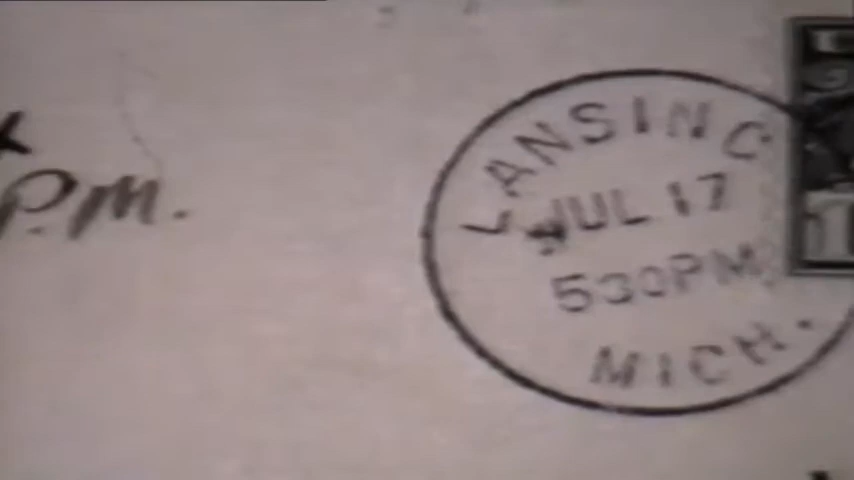 P.M.
LANSING
JUL 17
530PM
MICH.